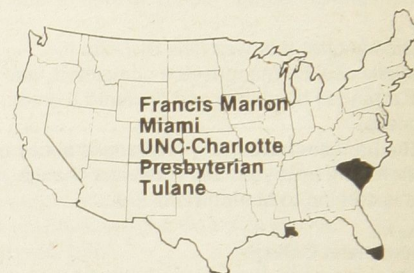 Francis Marion
Miami
UNC-Charlotte
Presbyterian
Tulane